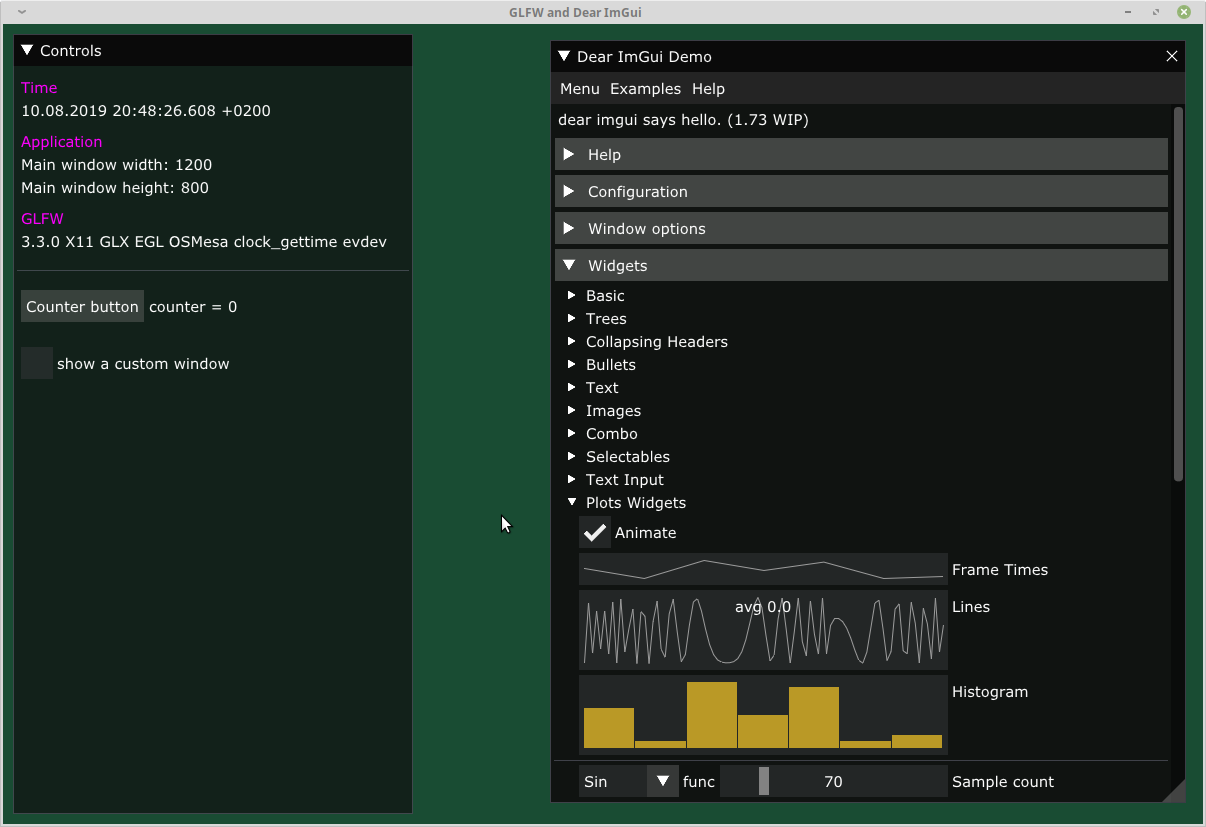 GLFW and Dear ImGui
Controls
Time
10.08.2019 20:48:26.608 +0200
Application
Main window width: 1200
Main window height: 800
GLFW
3.3.0 X11 GLX EGL OSMesa clock_gettime evdev
Counter button counter = 0
show a custom window
Dear ImGui Demo
Menu Examples Help
dear imgui says hello. (1.73 WIP)
Help
Configuration
Window options
Widgets
Basic
Trees
Collapsing Headers
Bullets
Text
Images
Combo
Selectables
Text Input
Plots Widgets
Animate
Frame Times
avg 0.0 Lines
Histogram
Sin func 70 Sample count